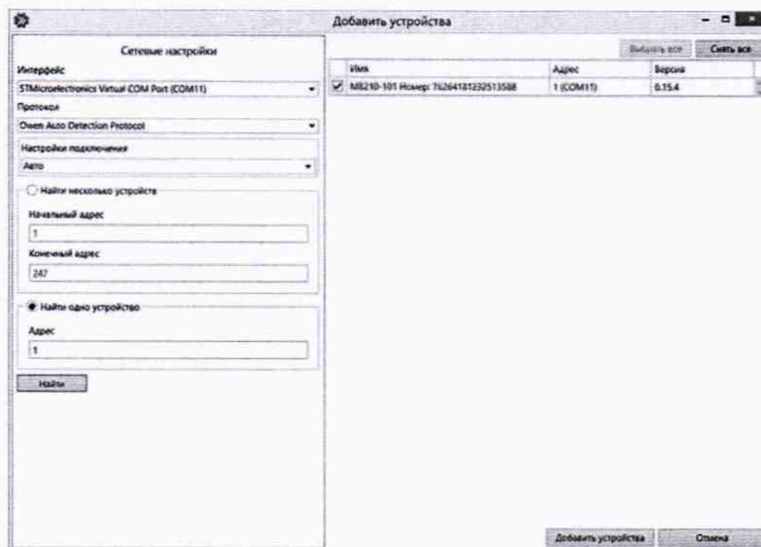 Добавить устройства
Сетевые настройки
Интерфейс
STMicroelectronics Virtual COM Port (COM11)
Протокол
Owen Auto Detection Protocol
Настройки подключения
Авто
Найти несколько устройств
Начальный адрес
1
Конечный адрес
247
Найти одно устройство
Адрес
1
Найти
Выбрать все Снять все
Имя Адрес Версия
МВ210-101 Номер: 76264181232513588 1 (COM11) 0.15.4
Добавить устройства Отмена